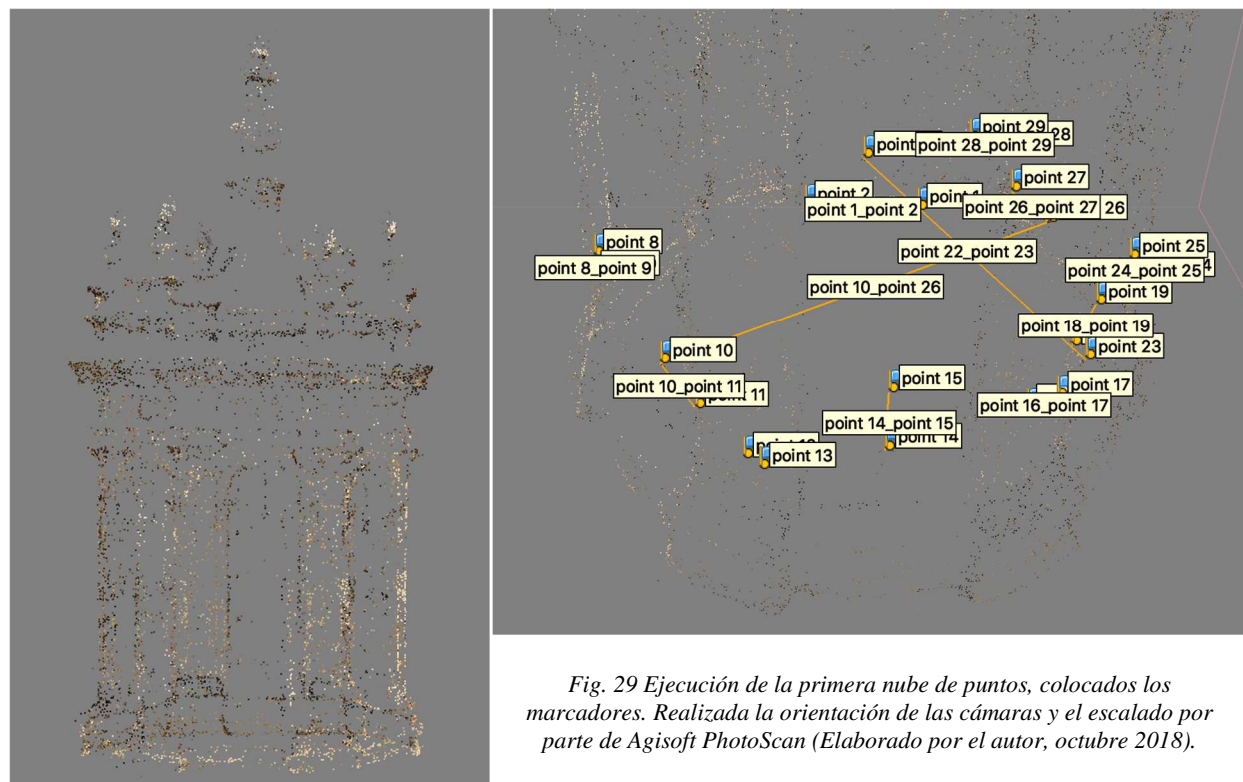 point 29
28
point
point 28_point 29
point 27
point 2
point 1_point 2
point 26_point 27
26
point 8
point 8_point 9
point 22_point 23
point 25
point 24_point 25
point 19
point 10_point 26
point 18_point 19
point 23
point 10
point 15
point 17
point 10_point 11
11
point 16_point 17
point 14_point 15
point 14
point 13
Fig. 29 Ejecución de la primera nube de puntos, colocados los
marcadores. Realizada la orientación de las cámaras y el escalado por
parte de Agisoft PhotoScan (Elaborado por el autor, octubre 2018).